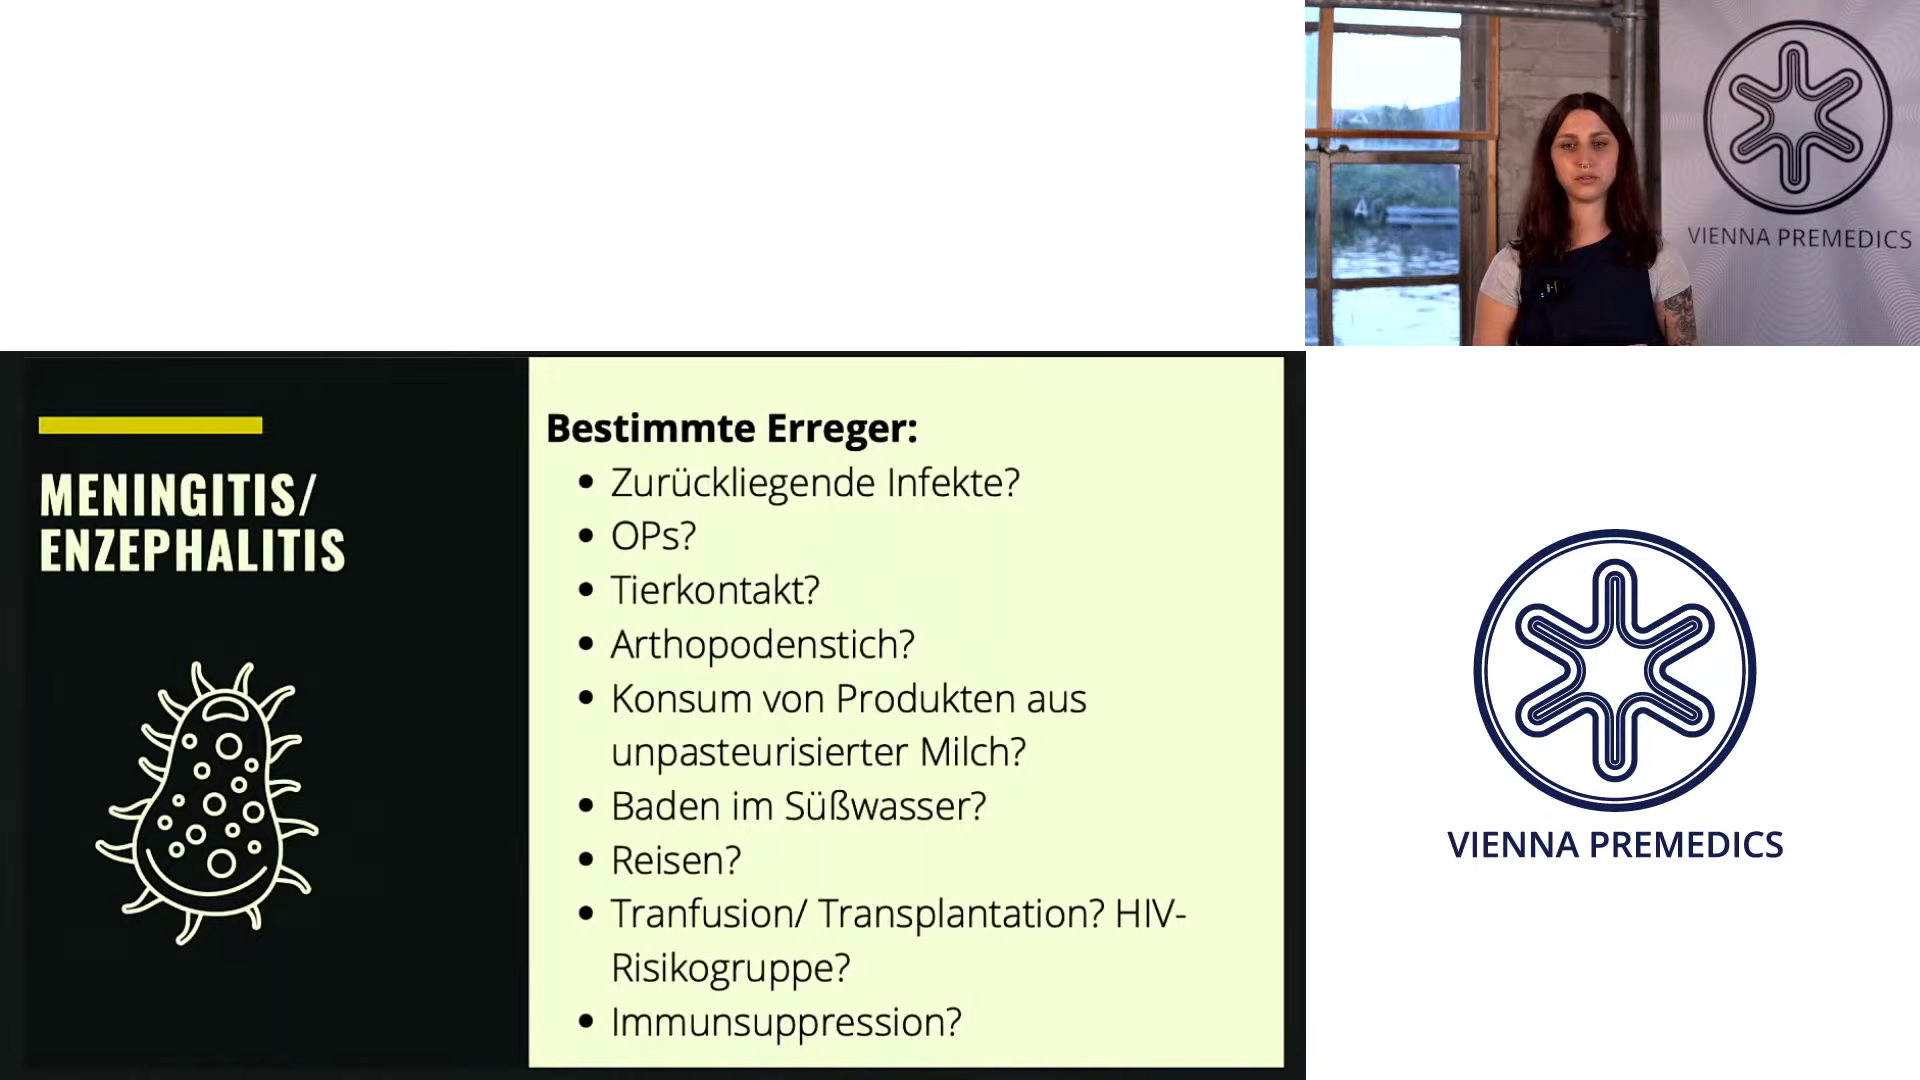 VIENNA PREMEDICS
MENINGITIS/
ENZEPHALITIS
Bestimmte Erreger:
• Zurückliegende Infekte?
• OPs?
• Tierkontakt?
• Arthopodenstich?
• Konsum von Produkten aus
unpasteurisierter Milch?
• Baden im Süßwasser?
• Reisen?
• Tranfusion/ Transplantation? HIV-
Risikogruppe?
• Immunsuppression?
VIENNA PREMEDICS